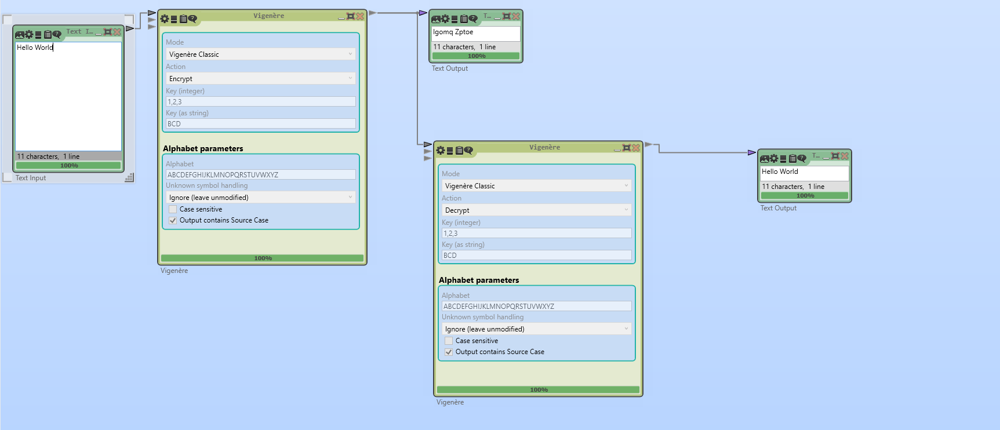 Text I...
Hello World
11 characters,  1 line
100%
Text Input
Vigenère
Mode
Vigenère Classic
Action
Encrypt
Key (integer)
1,2,3
Key (as string)
BCD
Alphabet parameters
Alphabet
ABCDEFGHIJKLMNOPQRSTUVWXYZ
Unknown symbol handling
Ignore (leave unmodified)
Case sensitive
Output contains Source Case
100%
Vigenère
T...
Igomq Zptoe
11 characters,  1 line
100%
Text Output
Vigenère
Mode
Vigenère Classic
Action
Decrypt
Key (integer)
1,2,3
Key (as string)
BCD
Alphabet parameters
Alphabet
ABCDEFGHIJKLMNOPQRSTUVWXYZ
Unknown symbol handling
Ignore (leave unmodified)
Case sensitive
Output contains Source Case
100%
Vigenère
T...
Hello World
11 characters,  1 line
100%
Text Output